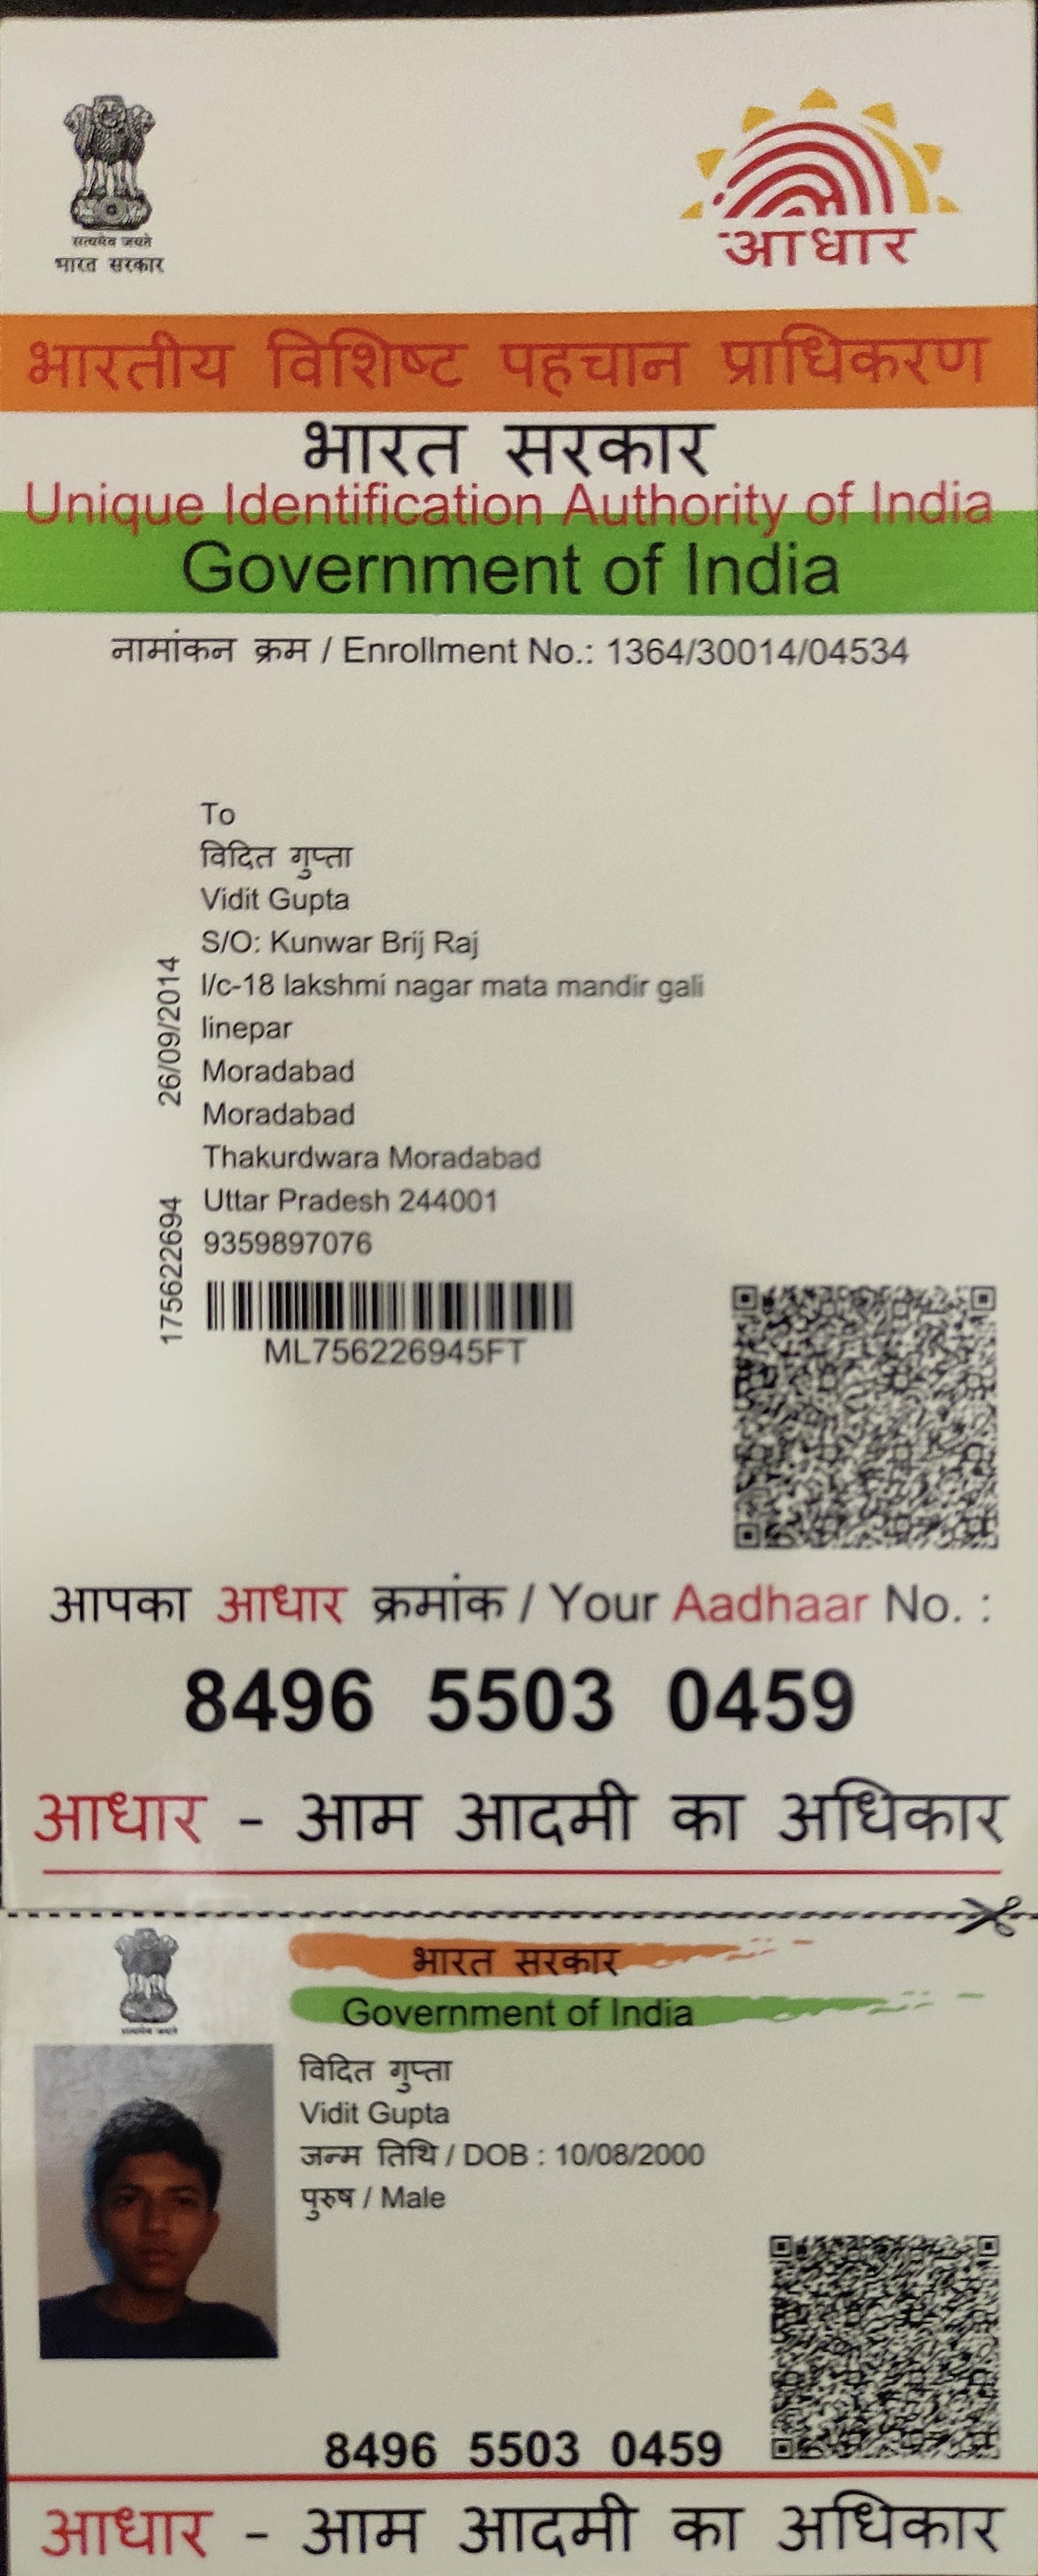 सत्यमेव जयते
भारत सरकार
आधार
भारतीय विशिष्ट पहचान प्राधिकरण
भारत सरकार
Unique Identification Authority of India
Government of India
नामांकन क्रम / Enrollment No.: 1364/30014/04534
To
विदित गुप्ता
Vidit Gupta
S/O: Kunwar Brij Raj
l/c-18 lakshmi nagar mata mandir gali
linepar
Moradabad
Moradabad
Thakurdwara Moradabad
Uttar Pradesh 244001
9359897076
26/09/2014
175622694
ML756226945FT
आपका आधार क्रमांक / Your Aadhaar No. :
8496 5503 0459
आधार - आम आदमी का अधिकार
सत्यमेव जयते
भारत सरकार
Government of India
विदित गुप्ता
Vidit Gupta
जन्म तिथि / DOB : 10/08/2000
पुरुष / Male
8496 5503 0459
आधार - आम आदमी का अधिकार